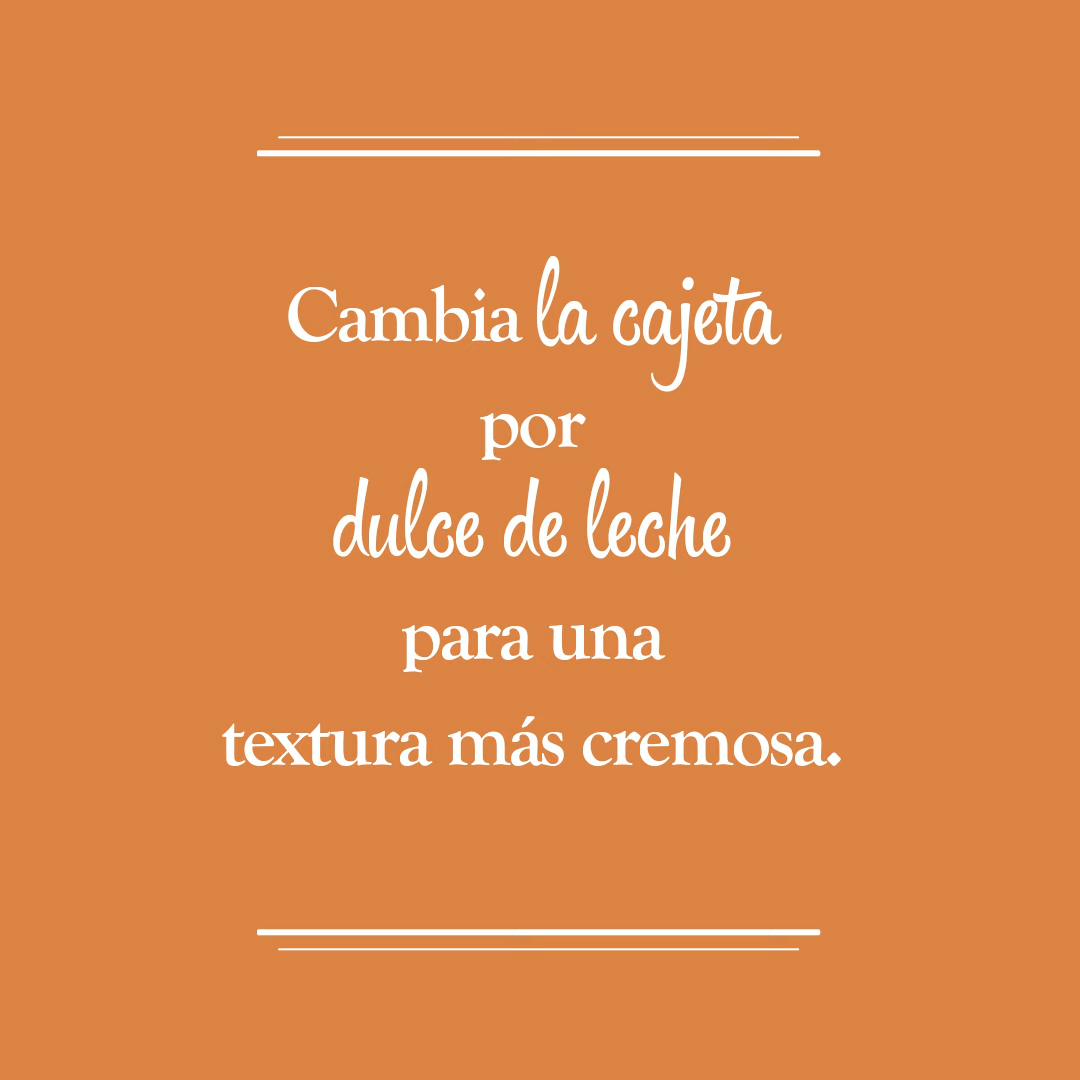 Cambia la cajeta
por
dulce de leche
para una
textura más cremosa.